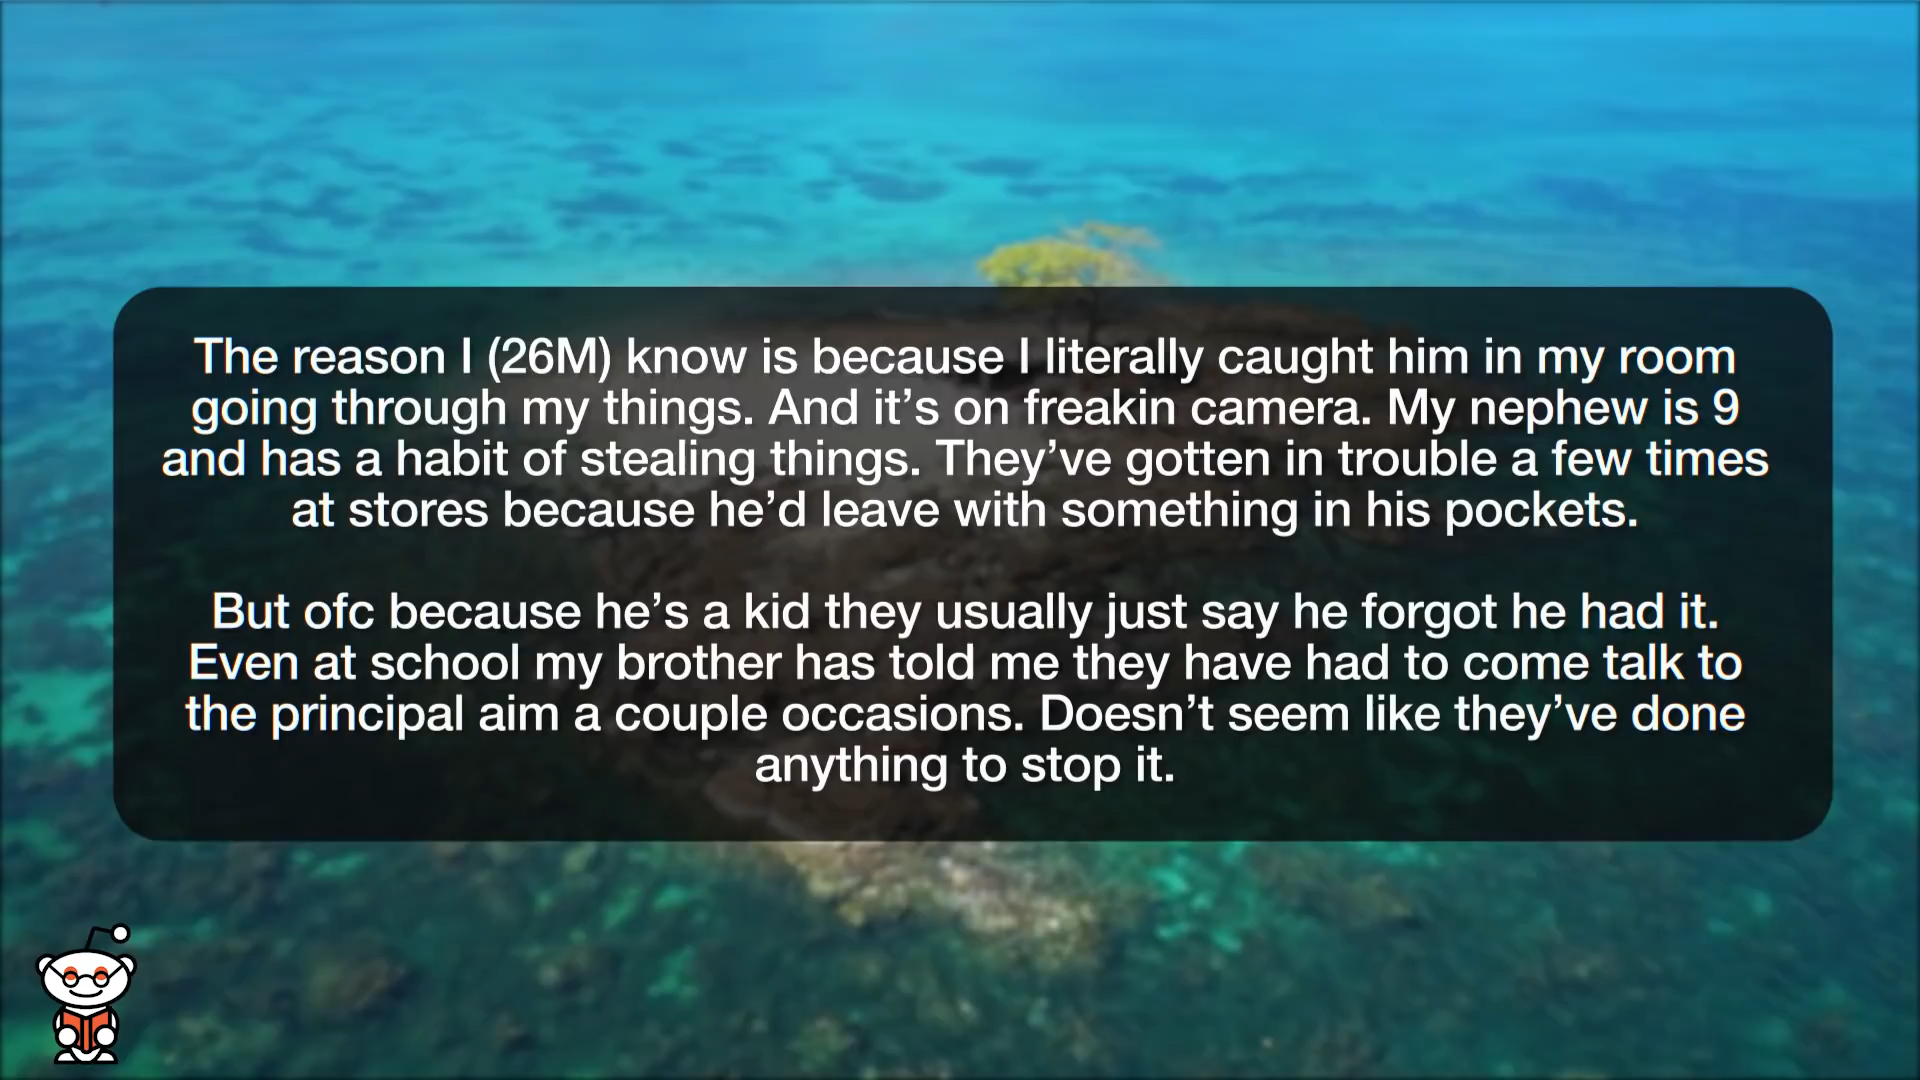 The reason I (26M) know is because I literally caught him in my room
going through my things. And it’s on freakin camera. My nephew is 9
and has a habit of stealing things. They’ve gotten in trouble a few times
at stores because he’d leave with something in his pockets.
But ofc because he’s a kid they usually just say he forgot he had it.
Even at school my brother has told me they have had to come talk to
the principal aim a couple occasions. Doesn’t seem like they’ve done
anything to stop it.